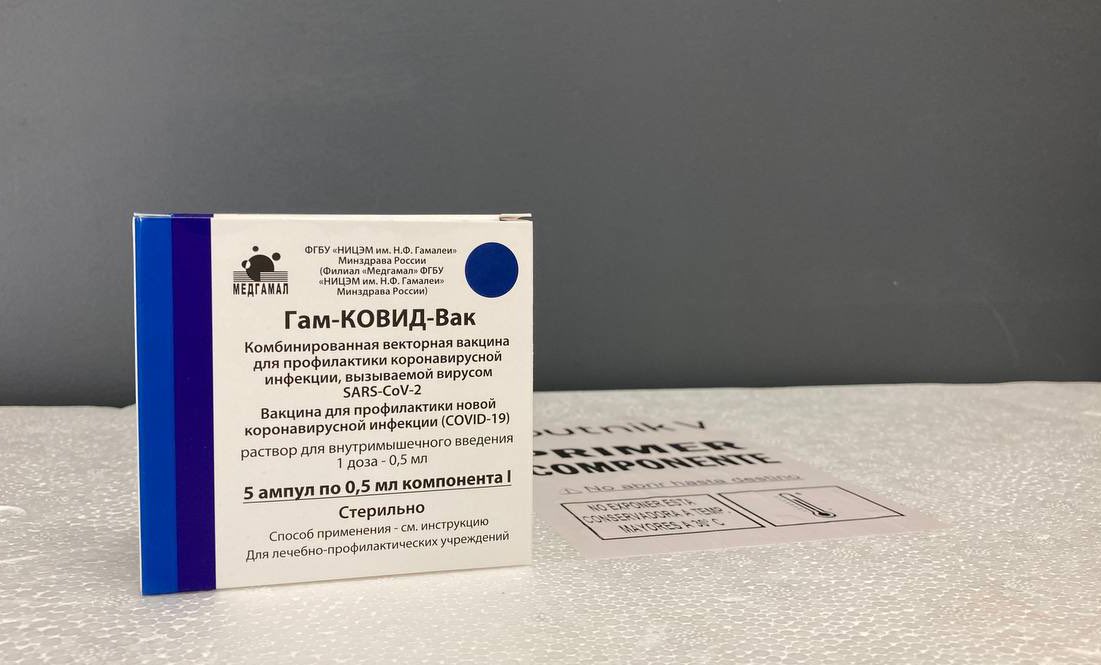 МЕДГАМАЛ
ФГБУ «НИЦЭМ им. Н.Ф. Гамалеи»
Минздрава России
(Филиал «Медгамал» ФГБУ
«НИЦЭМ им. Н.Ф. Гамалеи»
Минздрава России)
Гам-КОВИД-Вак
Комбинированная векторная вакцина
для профилактики коронавирусной
инфекции, вызываемой вирусом
SARS-CoV-2
Вакцина для профилактики новой
коронавирусной инфекции (COVID-19)
раствор для внутримышечного введения
1 доза - 0,5 мл
5 ампул по 0,5 мл компонента I
Стерильно
Способ применения - см. инструкцию
Для лечебно-профилактических учреждений
V
PRIMER
COMPONENTE
No abrir hasta destino
NO EXPONER ESTA
CONSERVADORA A TEMP.
MAYORES A 30° C